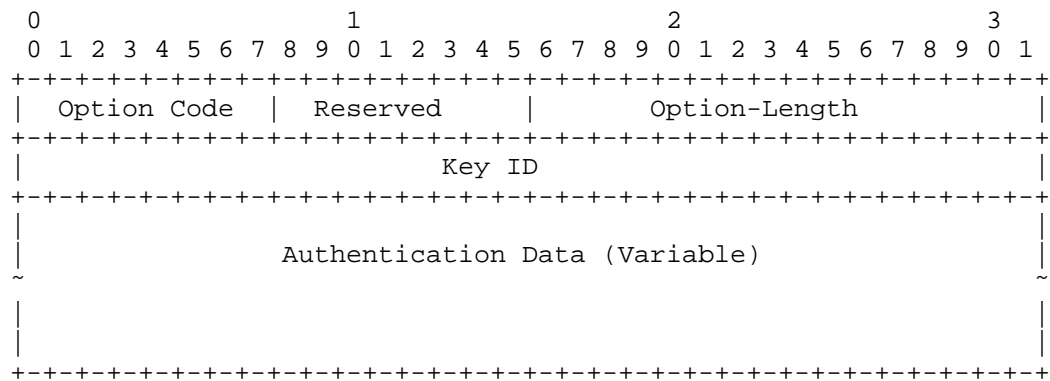 0                   1                   2                   3
 0 1 2 3 4 5 6 7 8 9 0 1 2 3 4 5 6 7 8 9 0 1 2 3 4 5 6 7 8 9 0 1
+-+-+-+-+-+-+-+-+-+-+-+-+-+-+-+-+-+-+-+-+-+-+-+-+-+-+-+-+-+-+-+-+
|  Option Code  |  Reserved     |       Option-Length           |
+-+-+-+-+-+-+-+-+-+-+-+-+-+-+-+-+-+-+-+-+-+-+-+-+-+-+-+-+-+-+-+-+
|                          Key ID                               |
+-+-+-+-+-+-+-+-+-+-+-+-+-+-+-+-+-+-+-+-+-+-+-+-+-+-+-+-+-+-+-+-+
|                                                               |
|                Authentication Data (Variable)                 |
~                                                               ~
|                                                               |
|                                                               |
+-+-+-+-+-+-+-+-+-+-+-+-+-+-+-+-+-+-+-+-+-+-+-+-+-+-+-+-+-+-+-+-+